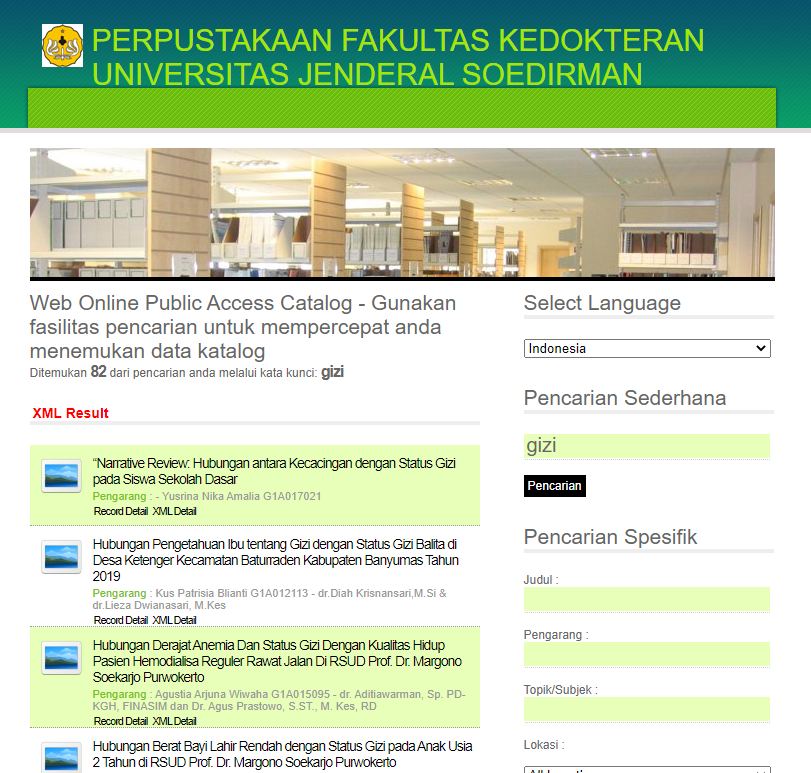 PERPUSTAKAAN FAKULTAS KEDOKTERAN
UNIVERSITAS JENDERAL SOEDIRMAN
Web Online Public Access Catalog - Gunakan
fasilitas pencarian untuk mempercepat anda
menemukan data katalog
Ditemukan 82 dari pencarian anda melalui kata kunci: gizi
XML Result
“Narrative Review: Hubungan antara Kecacingan dengan Status Gizi
pada Siswa Sekolah Dasar
Pengarang : - Yusrina Nika Amalia G1A017021
Record Detail XML Detail
Hubungan Pengetahuan Ibu tentang Gizi dengan Status Gizi Balita di
Desa Ketenger Kecamatan Baturraden Kabupaten Banyumas Tahun
2019
Pengarang : Kus Patrisia Blianti G1A012113 - dr.Diah Krisnansari,M.Si &
dr.Lieza Dwianasari, M.Kes
Record Detail XML Detail
Hubungan Derajat Anemia Dan Status Gizi Dengan Kualitas Hidup
Pasien Hemodialisa Reguler Rawat Jalan Di RSUD Prof. Dr. Margono
Soekarjo Purwokerto
Pengarang : Agustia Arjuna Wiwaha G1A015095 - dr. Aditiawarman, Sp. PD-
KGH, FINASIM dan Dr. Agus Prastowo, S.ST., M. Kes, RD
Record Detail XML Detail
Hubungan Berat Bayi Lahir Rendah dengan Status Gizi pada Anak Usia
2 Tahun di RSUD Prof. Dr. Margono Soekarjo Purwokerto
Select Language
Indonesia
Pencarian Sederhana
gizi
Pencarian
Pencarian Spesifik
Judul :
Pengarang :
Topik/Subjek :
Lokasi :